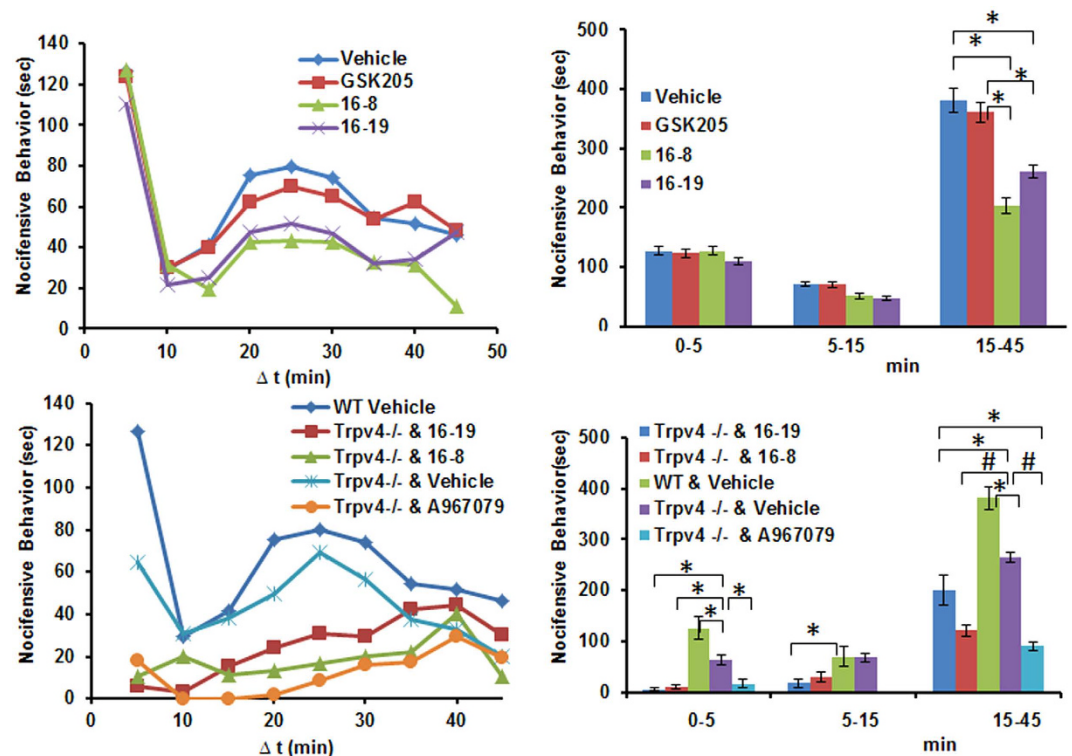 Nocifensive Behavior (sec)
140
120
100
80
60
40
20
0
0
10
20
30
40
50
Δ t (min)
Vehicle
GSK205
16-8
16-19
Nocifensive Behavior (sec)
500
400
300
200
100
0
Vehicle
GSK205
16-8
16-19
*
*
*
*
0-5
5-15
15-45
min
Nocifensive Behavior (sec)
140
120
100
80
60
40
20
0
0
10
20
30
40
Δ t (min)
WT Vehicle
Trpv4-/- & 16-19
Trpv4-/- & 16-8
Trpv4-/- & Vehicle
Trpv4-/- & A967079
Nocifensive Behavior(sec)
500
400
300
200
100
0
Trpv4 -/- & 16-19
Trpv4 -/- & 16-8
WT & Vehicle
Trpv4 -/- & Vehicle
Trpv4 -/- & A967079
*
*
*
*
*
*
*
#
#
*
0-5
5-15
15-45
min